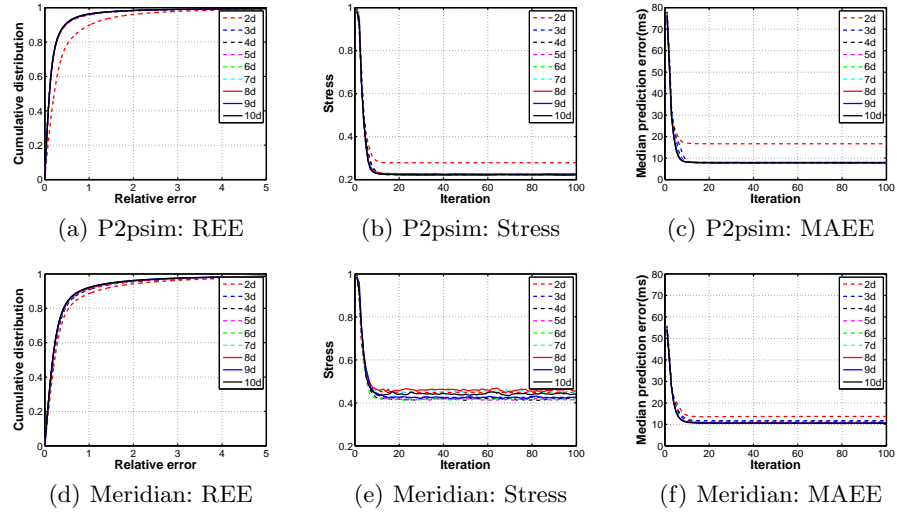 Cumulative distribution
1
0.8
0.6
0.4
0.2
0
0 1 2 3 4 5
Relative error
2d
3d
4d
5d
6d
7d
8d
9d
10d
(a) P2psim: REE
Stress
1
0.8
0.6
0.4
0.2
0 20 40 60 80 100
Iteration
2d
3d
4d
5d
6d
7d
8d
9d
10d
(b) P2psim: Stress
Median prediction error(ms)
80
70
60
50
40
30
20
10
0
0 20 40 60 80 100
Iteration
2d
3d
4d
5d
6d
7d
8d
9d
10d
(c) P2psim: MAEE
Cumulative distribution
1
0.8
0.6
0.4
0.2
0
0 1 2 3 4 5
Relative error
2d
3d
4d
5d
6d
7d
8d
9d
10d
(d) Meridian: REE
Stress
1
0.8
0.6
0.4
0.2
0 20 40 60 80 100
Iteration
2d
3d
4d
5d
6d
7d
8d
9d
10d
(e) Meridian: Stress
Median prediction error(ms)
80
70
60
50
40
30
20
10
0
0 20 40 60 80 100
Iteration
2d
3d
4d
5d
6d
7d
8d
9d
10d
(f) Meridian: MAEE